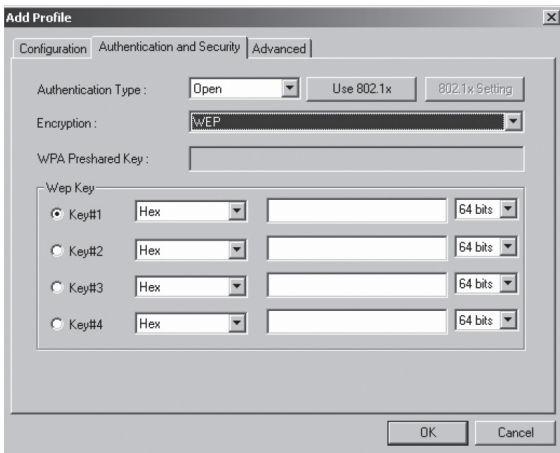 Add Profile
Configuration Authentication and Security Advanced
Authentication Type : Open Use 802.1x 802.1x Setting
Encryption : WEP
WPA Preshared Key :
Wep Key
Key#1 Hex 64 bits
Key#2 Hex 64 bits
Key#3 Hex 64 bits
Key#4 Hex 64 bits
OK Cancel